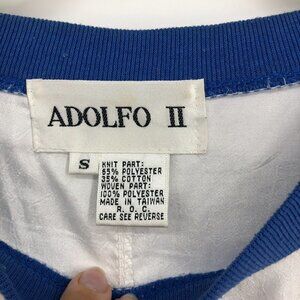 ADOLFO II
S
KNIT PART:
65% POLYESTER
35% COTTON
WOVEN PART:
100% POLYESTER
MADE IN TAIWAN
R. O. C.
CARE SEE REVERSE